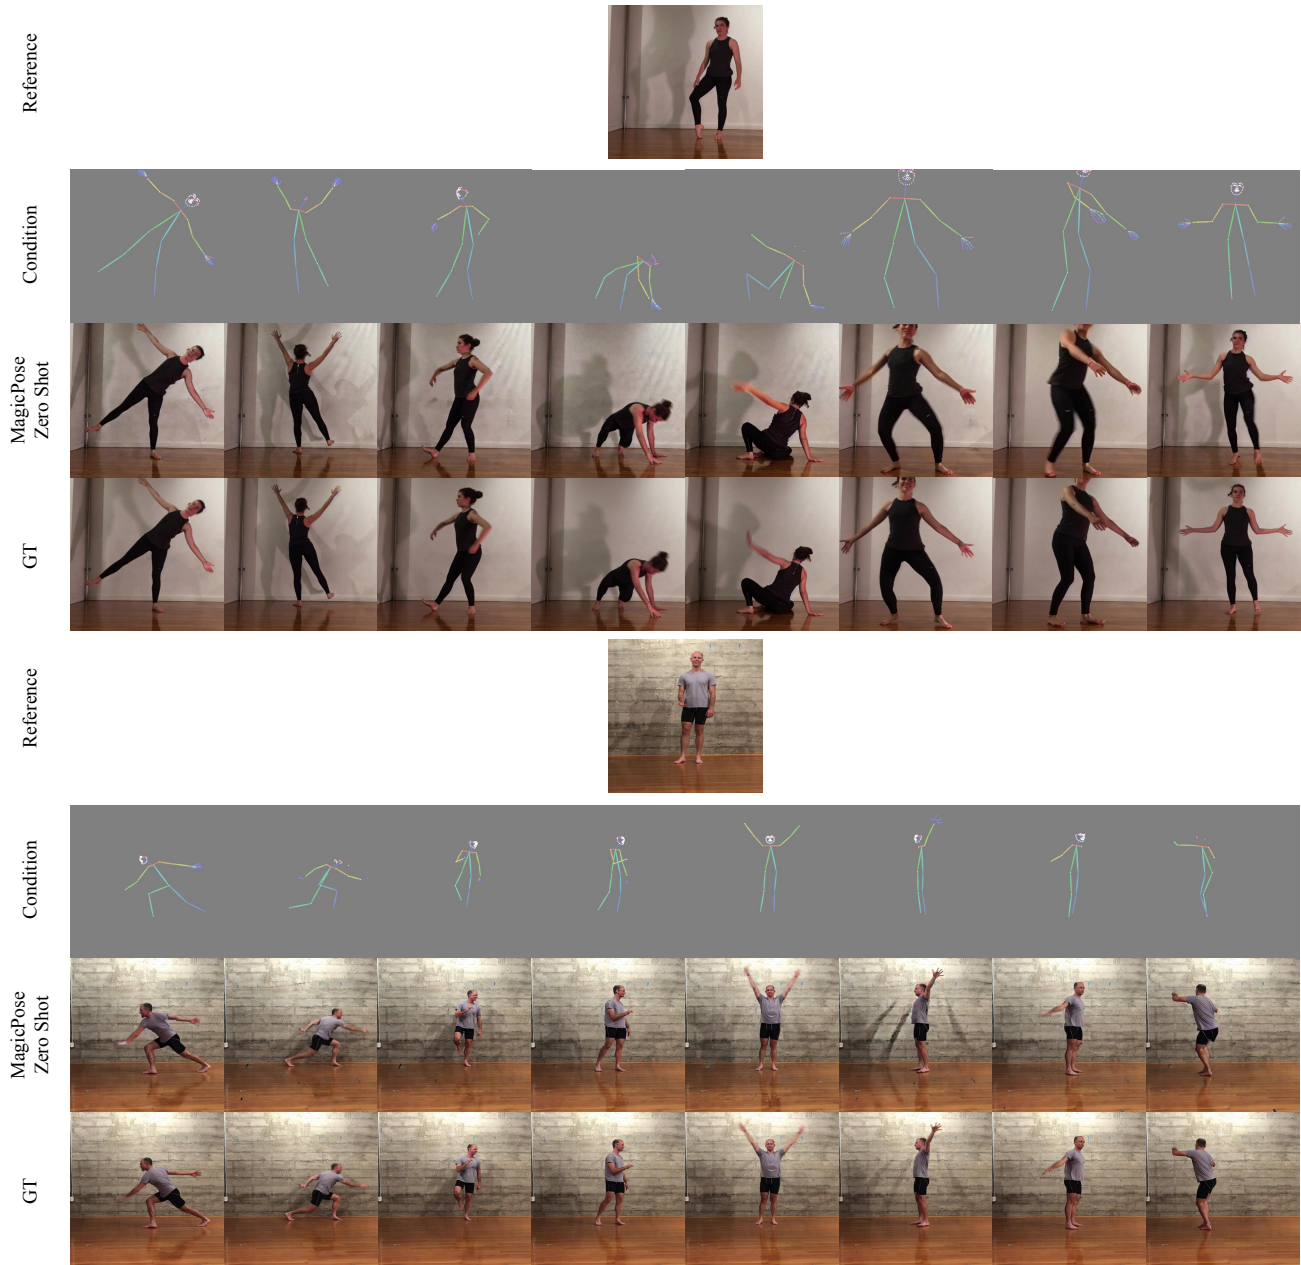 Reference
Condition
MagicPose
Zero Shot
GT
Reference
Condition
MagicPose
Zero Shot
GT